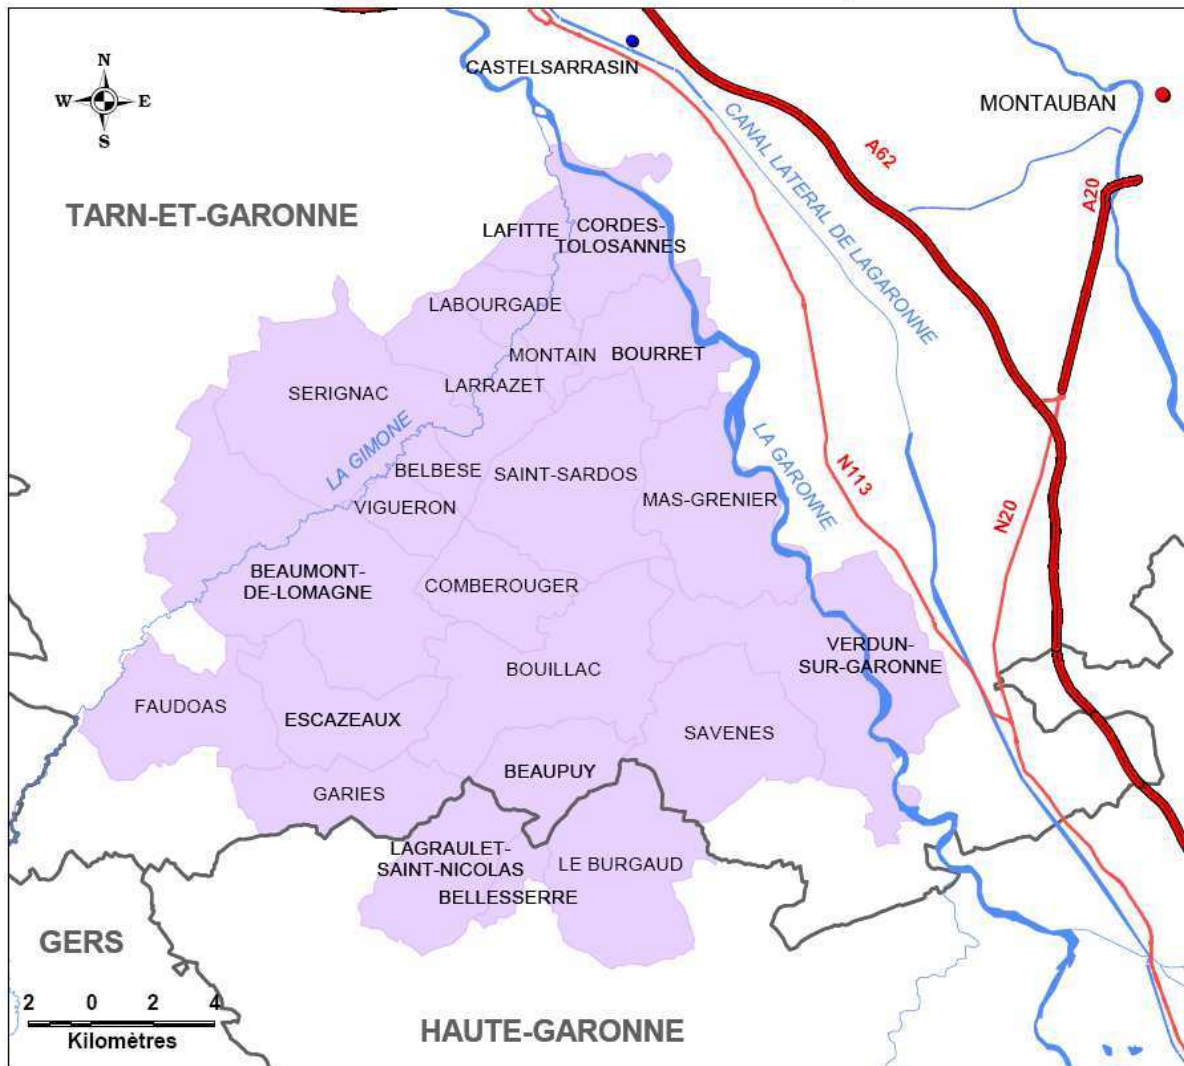 CASTELSARRASIN
N
W E
S
MONTAUBAN
CANAL LATERAL DE LAGARONNE
A62
A20
TARN-ET-GARONNE
LAFITTE
CORDES-
TOLOSANNES
LABOURGADE
MONTAIN
BOURRET
SERIGNAC
LARRAZET
LA GIMONE
LA GARONNE
BELBESE
SAINT-SARDOS
N113
MAS-GRENIER
VIGUERON
N20
BEAUMONT-
DE-LOMAGNE
COMBEROUGER
VERDUN-
SUR-GARONNE
BOUILLAC
FAUDOAS
ESCAZEAUX
SAVENES
BEAUPUY
GARIES
LAGRAULET-
SAINT-NICOLAS
LE BURGAUD
BELLESSERRE
GERS
2 0 2 4
Kilomètres
HAUTE-GARONNE